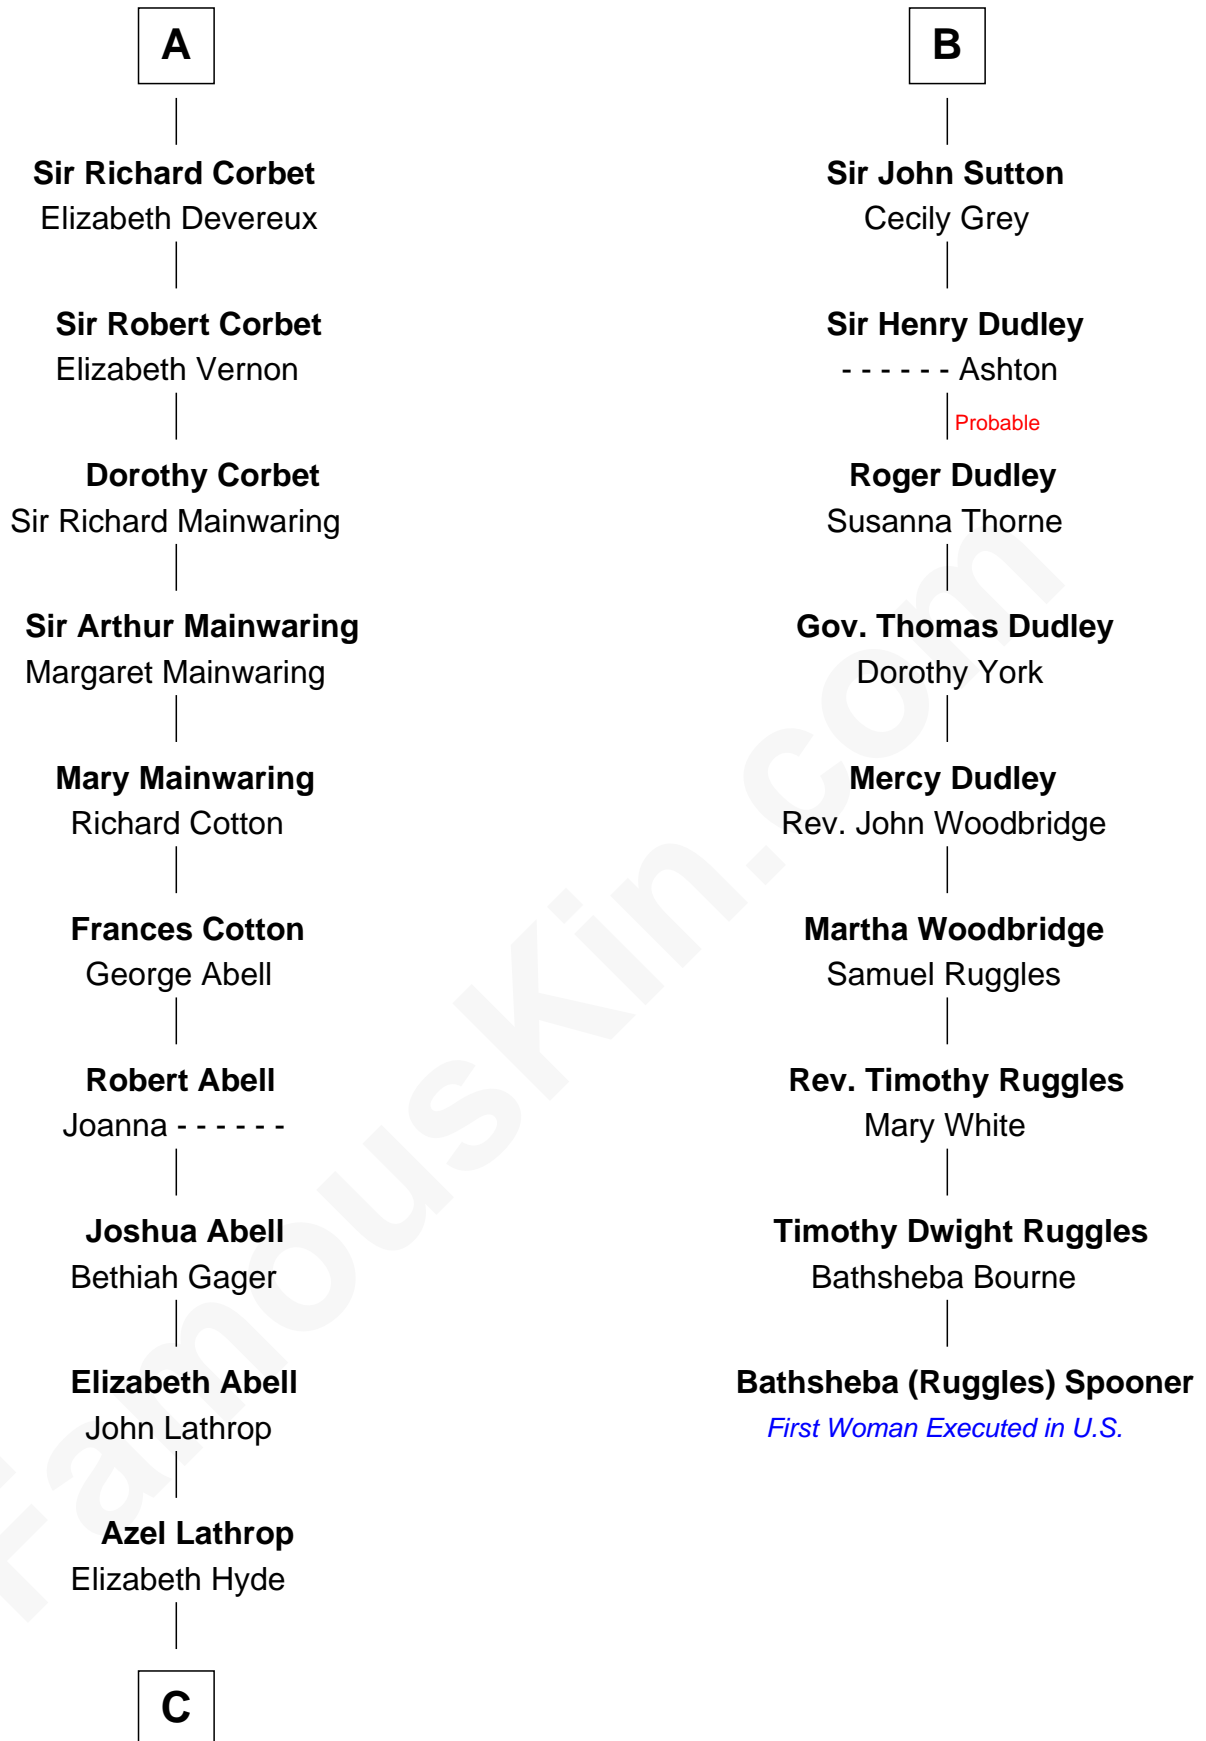 A
Sir Richard Corbet
Elizabeth Devereux
Sir Robert Corbet
Elizabeth Vernon
Dorothy Corbet
Sir Richard Mainwaring
Sir Arthur Mainwaring
Margaret Mainwaring
Mary Mainwaring
Richard Cotton
Frances Cotton
George Abell
Robert Abell
Joanna - - - - - -
Joshua Abell
Bethiah Gager
Elizabeth Abell
John Lathrop
Azel Lathrop
Elizabeth Hyde
C
B
Sir John Sutton
Cecily Grey
Sir Henry Dudley
- - - - - - Ashton
Probable
Roger Dudley
Susanna Thorne
Gov. Thomas Dudley
Dorothy York
Mercy Dudley
Rev. John Woodbridge
Martha Woodbridge
Samuel Ruggles
Rev. Timothy Ruggles
Mary White
Timothy Dwight Ruggles
Bathsheba Bourne
Bathsheba (Ruggles) Spooner
First Woman Executed in U.S.
FamousKin.com